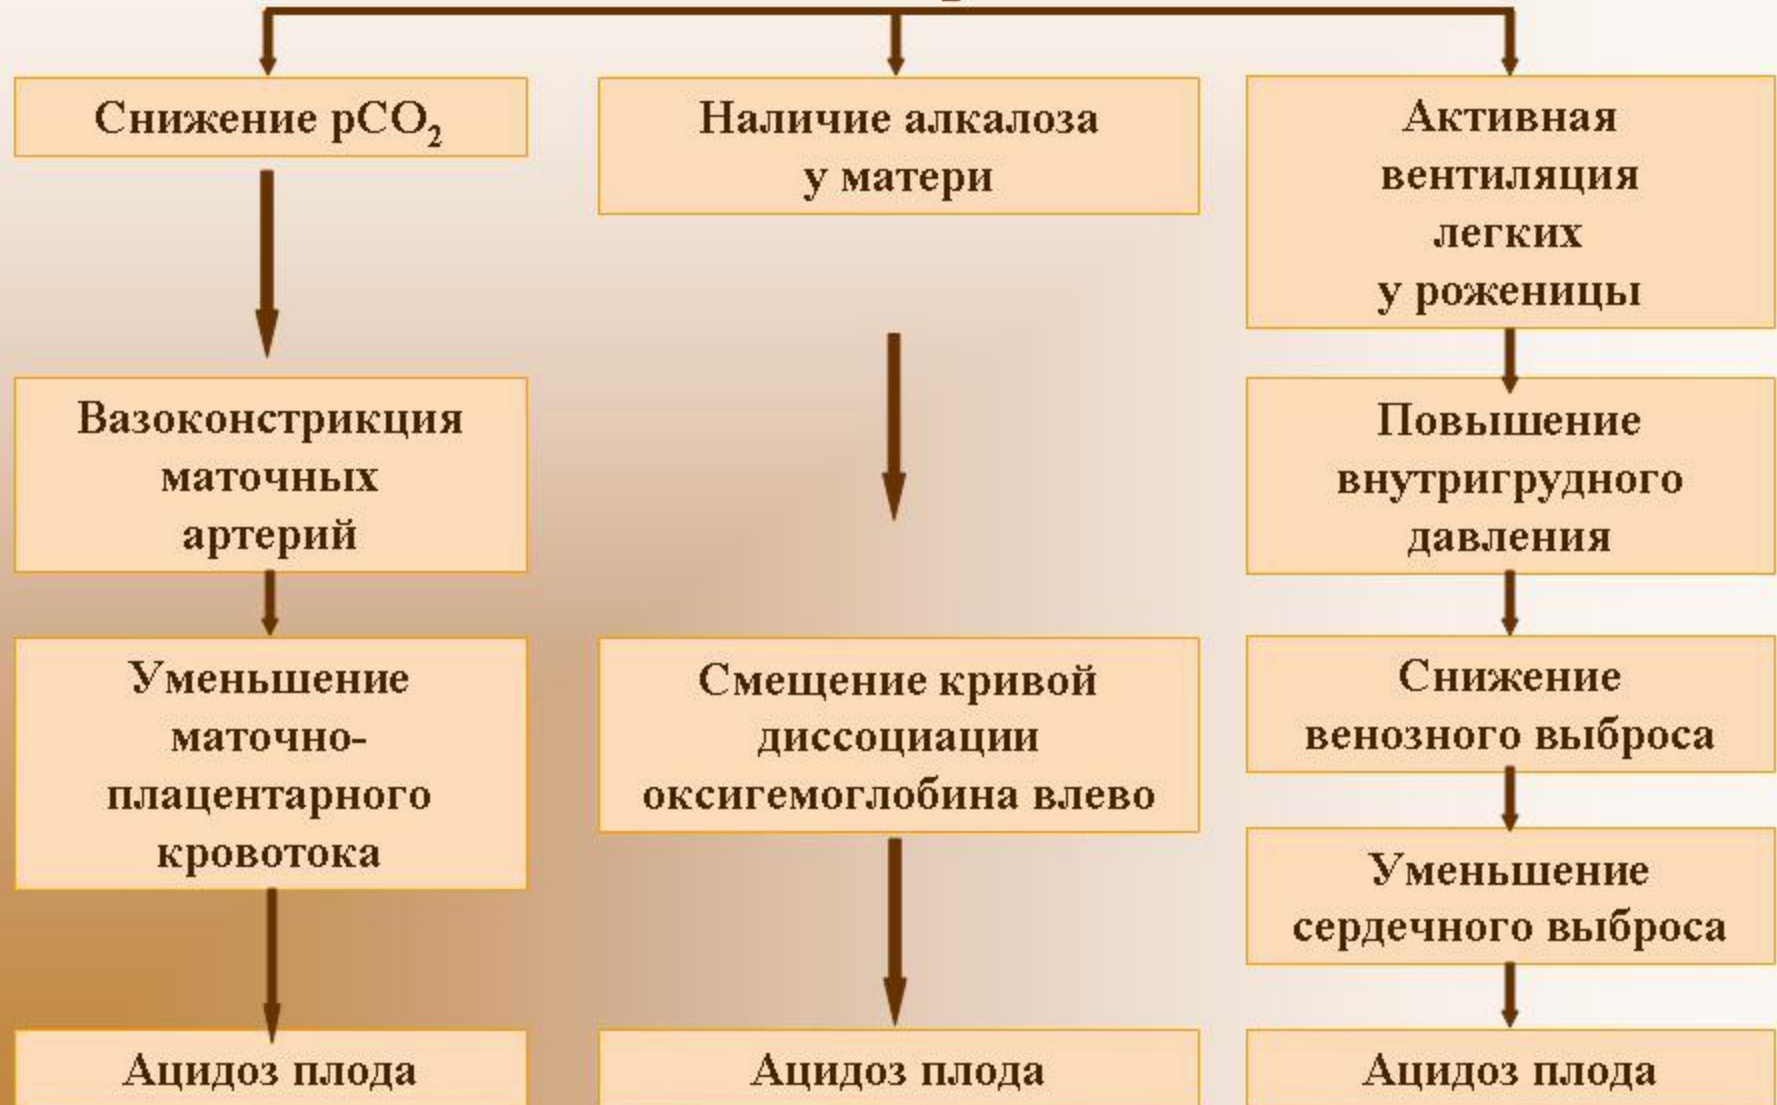 Снижение pCO₂
Вазоконстрикция
маточных
артерий
Уменьшение
маточно-
плацентарного
кровотока
Ацидоз плода
Наличие алкалоза
у матери
Смещение кривой
диссоциации
оксигемоглобина влево
Ацидоз плода
Активная
вентиляция
легких
у роженицы
Повышение
внутригрудного
давления
Снижение
венозного выброса
Уменьшение
сердечного выброса
Ацидоз плода